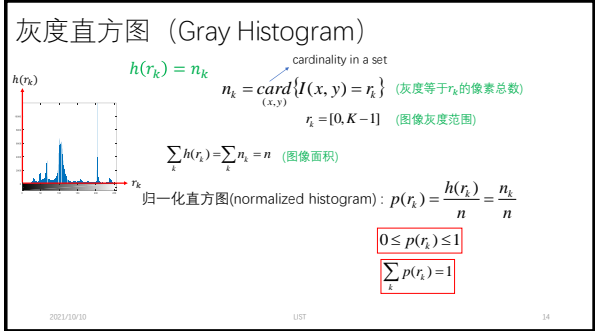 灰度直方图（Gray Histogram）
cardinality in a set
h(r_k) = n_k
h(r_k)
n_k = card{I(x, y) = r_k} (灰度等于r_k的像素总数)
(x,y)
r_k = [0, K −1] (图像灰度范围)
∑_k h(r_k) = ∑_k n_k = n (图像面积)
r_k
归一化直方图(normalized histogram) : p(r_k) = h(r_k)/n = n_k/n
0 ≤ p(r_k) ≤ 1
∑_k p(r_k) = 1
2021/10/10 IIST 14